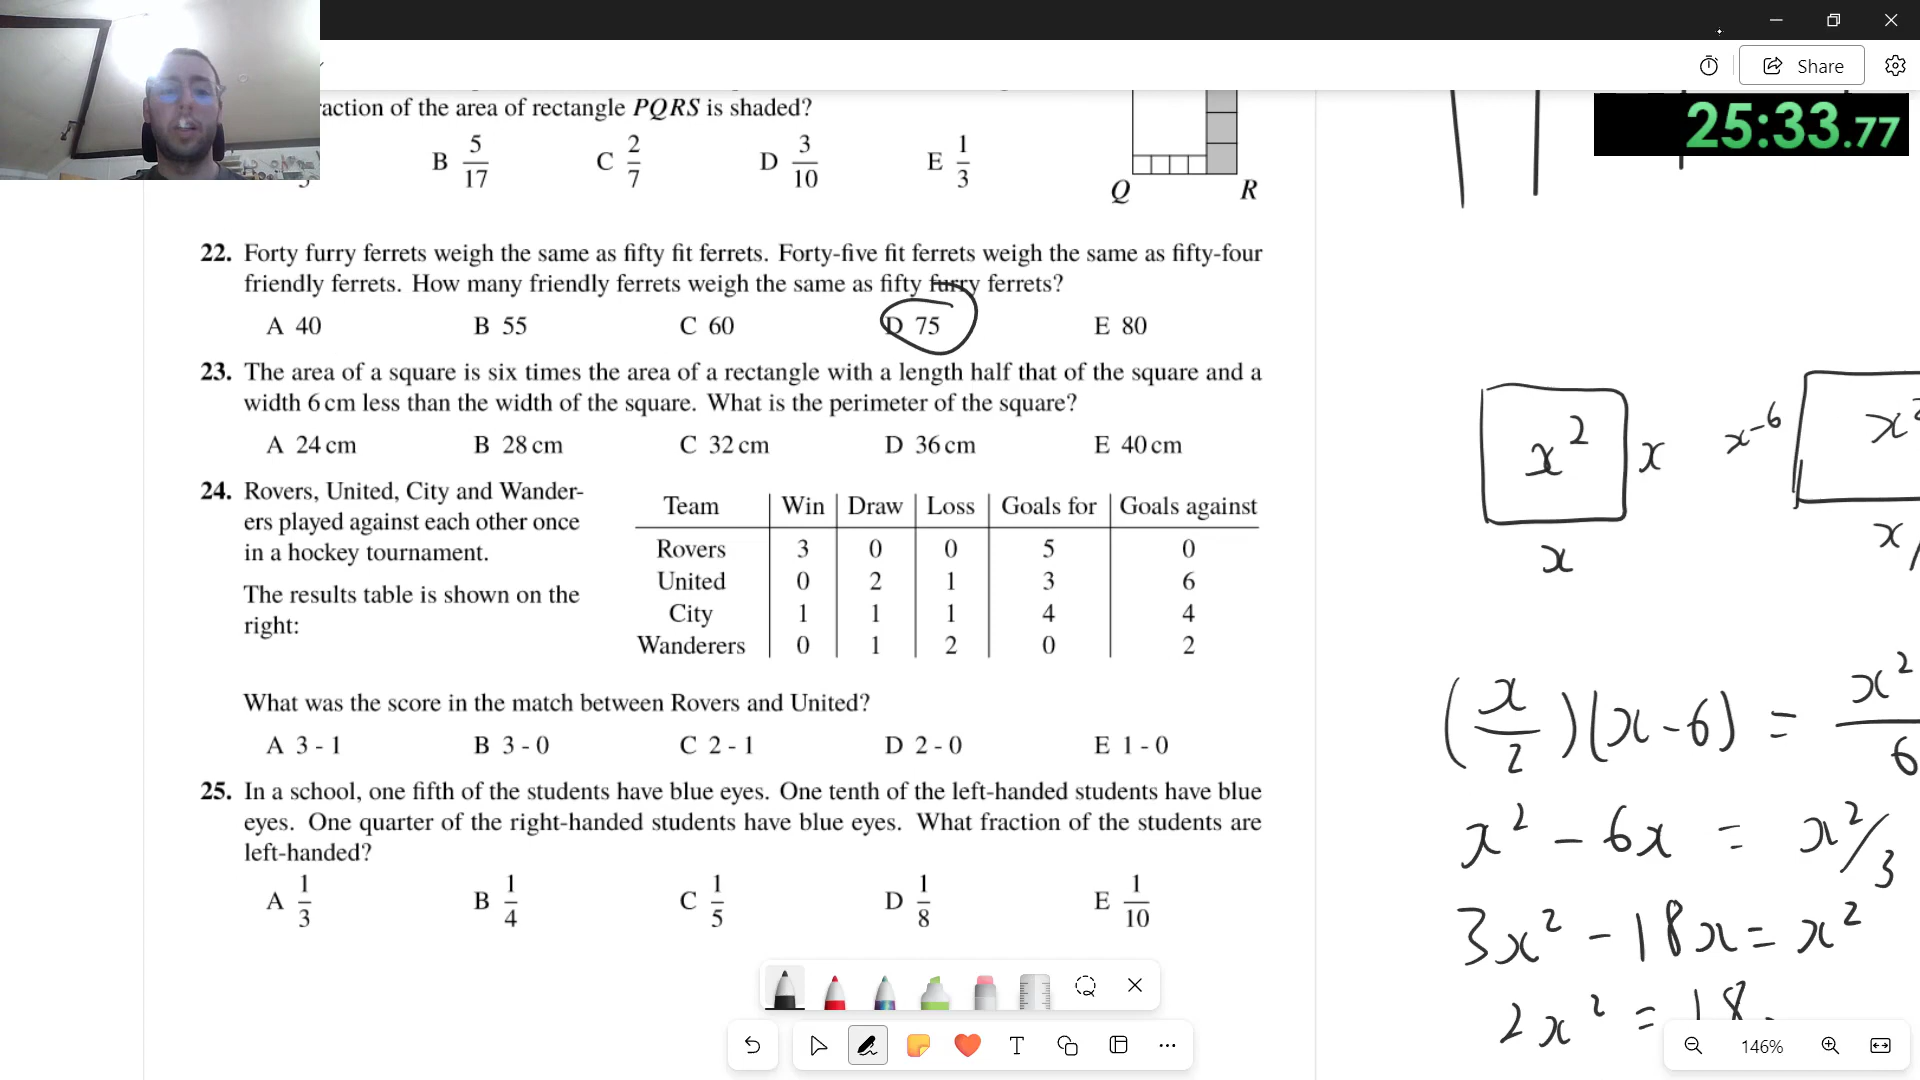 Share
25:33.77
action of the area of rectangle PQRS is shaded?
B 5/17 C 2/7 D 3/10 E 1/3
Q R
22. Forty furry ferrets weigh the same as fifty fit ferrets. Forty-five fit ferrets weigh the same as fifty-four
friendly ferrets. How many friendly ferrets weigh the same as fifty furry ferrets?
A 40 B 55 C 60 D 75 E 80
23. The area of a square is six times the area of a rectangle with a length half that of the square and a
width 6 cm less than the width of the square. What is the perimeter of the square?
A 24 cm B 28 cm C 32 cm D 36 cm E 40 cm
24. Rovers, United, City and Wander-
ers played against each other once
in a hockey tournament.
The results table is shown on the
right:
Team Win Draw Loss Goals for Goals against
Rovers 3 0 0 5 0
United 0 2 1 3 6
City 1 1 1 4 4
Wanderers 0 1 2 0 2
What was the score in the match between Rovers and United?
A 3 - 1 B 3 - 0 C 2 - 1 D 2 - 0 E 1 - 0
25. In a school, one fifth of the students have blue eyes. One tenth of the left-handed students have blue
eyes. One quarter of the right-handed students have blue eyes. What fraction of the students are
left-handed?
A 1/3 B 1/4 C 1/5 D 1/8 E 1/10
x² x x-6
x
(x/2)(x-6) = x²/6
x² - 6x = x²/3
3x² - 18x = x²
2x² = 18
146%